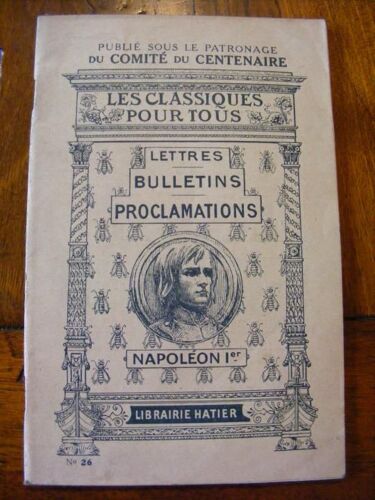 PUBLIÉ SOUS LE PATRONAGE
DU COMITÉ DU CENTENAIRE
LES CLASSIQUES
POUR TOUS
LETTRES
BULLETINS
PROCLAMATIONS
NAPOLÉON Ier
LIBRAIRIE HATIER
No 26